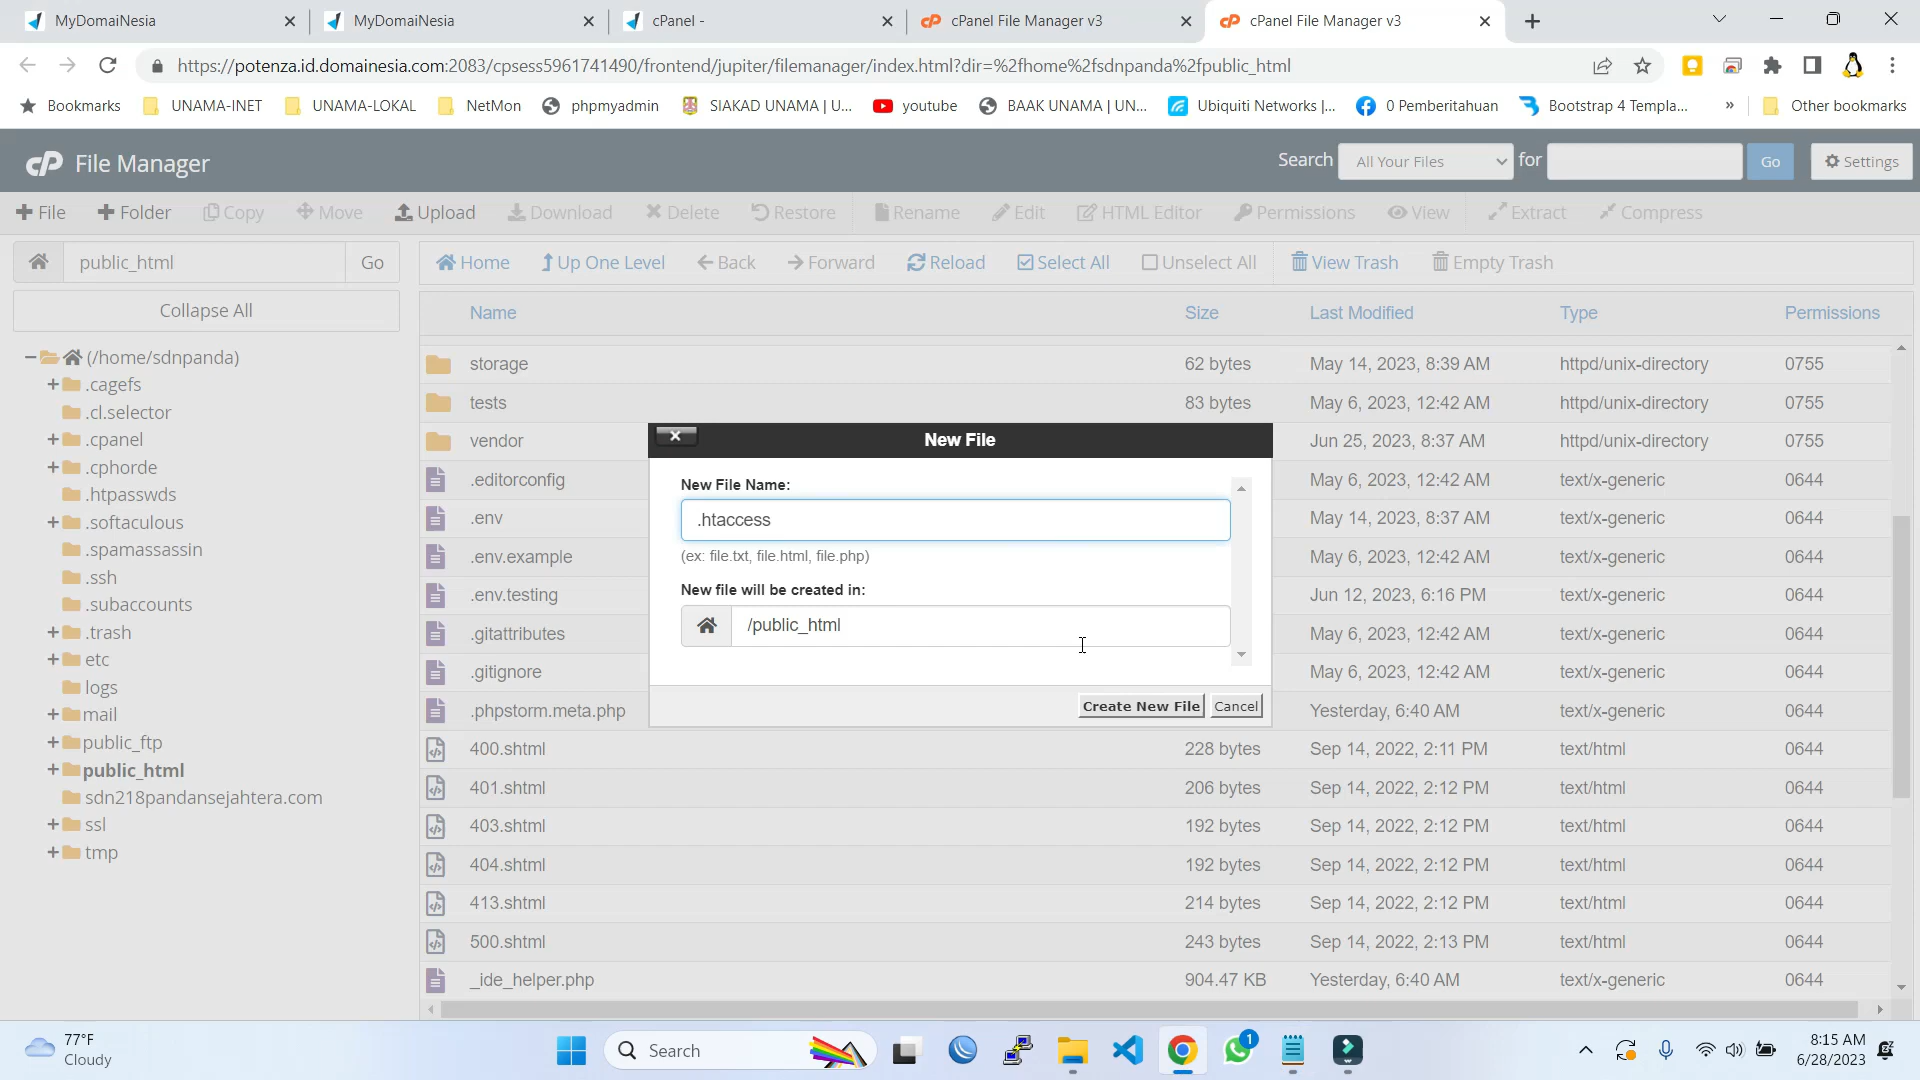 MyDomaiNesia
MyDomaiNesia
cPanel -
cPanel File Manager v3
cPanel File Manager v3
https://potenza.id.domainesia.com:2083/cpsess5961741490/frontend/jupiter/filemanager/index.html?dir=%2fhome%2fsdnpanda%2fpublic_html
Bookmarks UNAMA-INET UNAMA-LOKAL NetMon phpmyadmin SIAKAD UNAMA | U... youtube BAAK UNAMA | UN... Ubiquiti Networks |... 0 Pemberitahuan Bootstrap 4 Templa... » Other bookmarks
cP File Manager
Search All Your Files for Go Settings
File Folder Copy Move Upload Download Delete Restore Rename Edit HTML Editor Permissions View Extract Compress
public_html Go
Home Up One Level Back Forward Reload Select All Unselect All View Trash Empty Trash
Collapse All
(/home/sdnpanda)
.cagefs
.cl.selector
.cpanel
.cphorde
.htpasswds
.softaculous
.spamassassin
.ssh
.subaccounts
.trash
etc
logs
mail
public_ftp
public_html
sdn218pandansejahtera.com
ssl
tmp
Name Size Last Modified Type Permissions
storage 62 bytes May 14, 2023, 8:39 AM httpd/unix-directory 0755
tests 83 bytes May 6, 2023, 12:42 AM httpd/unix-directory 0755
vendor Jun 25, 2023, 8:37 AM httpd/unix-directory 0755
.editorconfig May 6, 2023, 12:42 AM text/x-generic 0644
.env May 14, 2023, 8:37 AM text/x-generic 0644
.env.example May 6, 2023, 12:42 AM text/x-generic 0644
.env.testing Jun 12, 2023, 6:16 PM text/x-generic 0644
.gitattributes May 6, 2023, 12:42 AM text/x-generic 0644
.gitignore May 6, 2023, 12:42 AM text/x-generic 0644
.phpstorm.meta.php Yesterday, 6:40 AM text/x-generic 0644
400.shtml 228 bytes Sep 14, 2022, 2:11 PM text/html 0644
401.shtml 206 bytes Sep 14, 2022, 2:12 PM text/html 0644
403.shtml 192 bytes Sep 14, 2022, 2:12 PM text/html 0644
404.shtml 192 bytes Sep 14, 2022, 2:12 PM text/html 0644
413.shtml 214 bytes Sep 14, 2022, 2:12 PM text/html 0644
500.shtml 243 bytes Sep 14, 2022, 2:13 PM text/html 0644
_ide_helper.php 904.47 KB Yesterday, 6:40 AM text/x-generic 0644
New File
New File Name:
.htaccess
(ex: file.txt, file.html, file.php)
New file will be created in:
/public_html
Create New File Cancel
77°F
Cloudy
Search
1
8:15 AM
6/28/2023